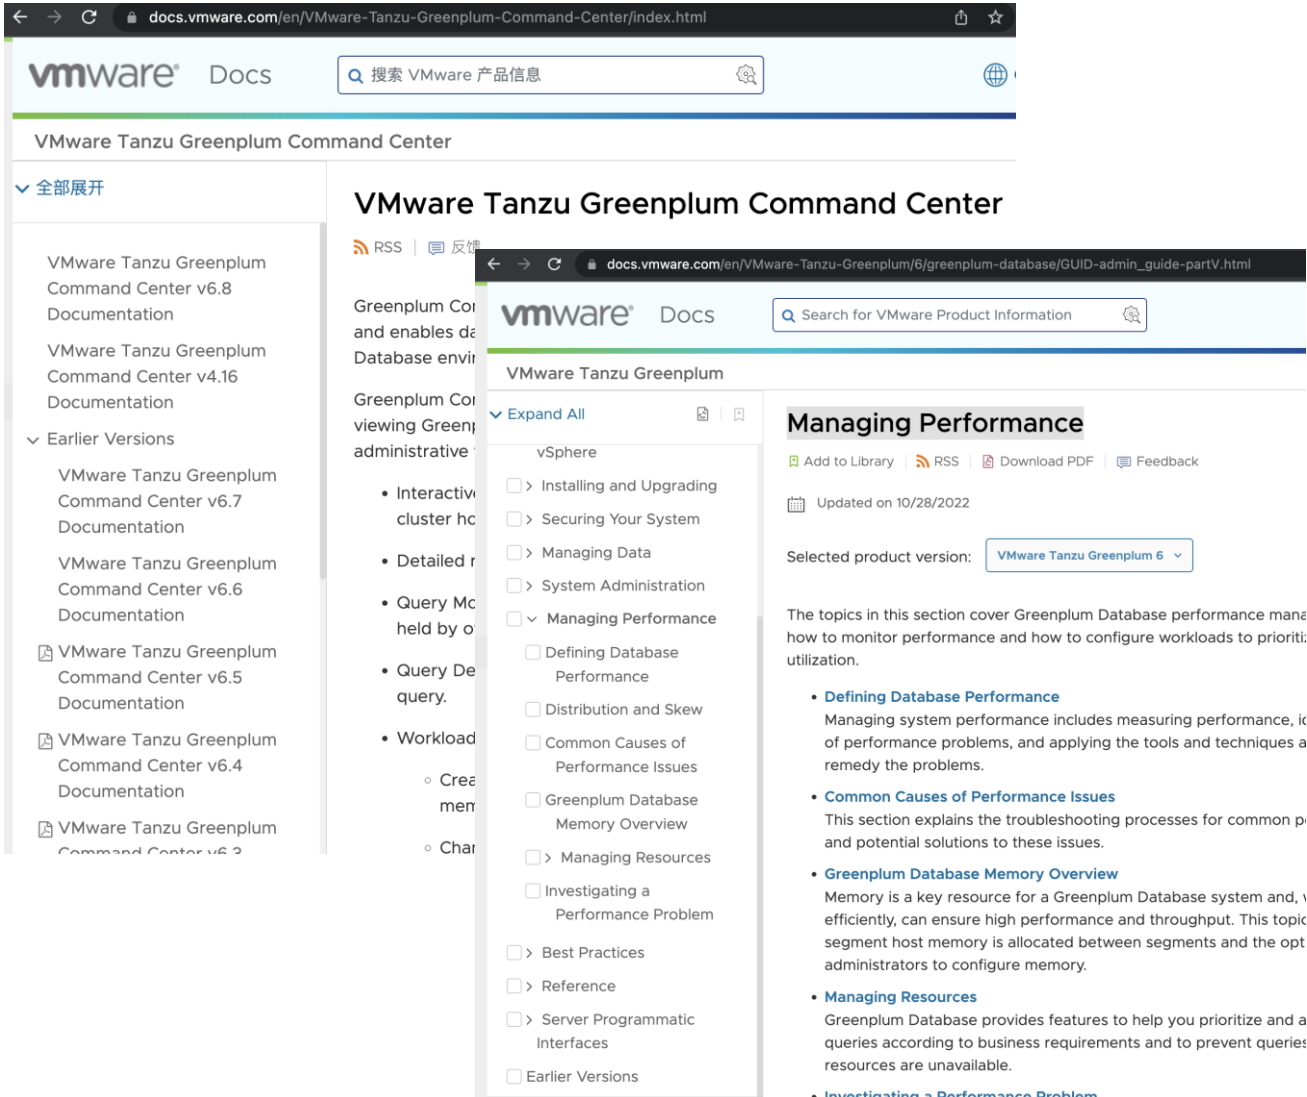 docs.vmware.com/en/VMware-Tanzu-Greenplum-Command-Center/index.html
vmware® Docs
搜索 VMware 产品信息
VMware Tanzu Greenplum Command Center
全部展开
VMware Tanzu Greenplum
Command Center v6.8
Documentation
VMware Tanzu Greenplum
Command Center v4.16
Documentation
Earlier Versions
VMware Tanzu Greenplum
Command Center v6.7
Documentation
VMware Tanzu Greenplum
Command Center v6.6
Documentation
VMware Tanzu Greenplum
Command Center v6.5
Documentation
VMware Tanzu Greenplum
Command Center v6.4
Documentation
VMware Tanzu Greenplum
Command Center v6.3
VMware Tanzu Greenplum Command Center
RSS | 反馈
Greenplum
and enables
Database
Greenplum
viewing
administrative
• Interactive
cluster
• Detailed
• Query
held by
• Query
query.
• Workload
docs.vmware.com/en/VMware-Tanzu-Greenplum/6/greenplum-database/GUID-admin_guide-partV.html
vmware® Docs
Search for VMware Product Information
VMware Tanzu Greenplum
Expand All
vSphere
Installing and Upgrading
Securing Your System
Managing Data
System Administration
Managing Performance
Defining Database
Performance
Distribution and Skew
Common Causes of
Performance Issues
Greenplum Database
Memory Overview
Managing Resources
Investigating a
Performance Problem
Best Practices
Reference
Server Programmatic
Interfaces
Earlier Versions
Managing Performance
Add to Library | RSS | Download PDF | Feedback
Updated on 10/28/2022
Selected product version: VMware Tanzu Greenplum 6
The topics in this section cover Greenplum Database performance
how to monitor performance and how to configure workloads to
utilization.
• Defining Database Performance
Managing system performance includes measuring performance,
of performance problems, and applying the tools and techniques
remedy the problems.
• Common Causes of Performance Issues
This section explains the troubleshooting processes for common
and potential solutions to these issues.
• Greenplum Database Memory Overview
Memory is a key resource for a Greenplum Database system and,
efficiently, can ensure high performance and throughput. This topic
segment host memory is allocated between segments and the
administrators to configure memory.
• Managing Resources
Greenplum Database provides features to help you prioritize and
queries according to business requirements and to prevent queries
resources are unavailable.
• Investigating a Performance Problem